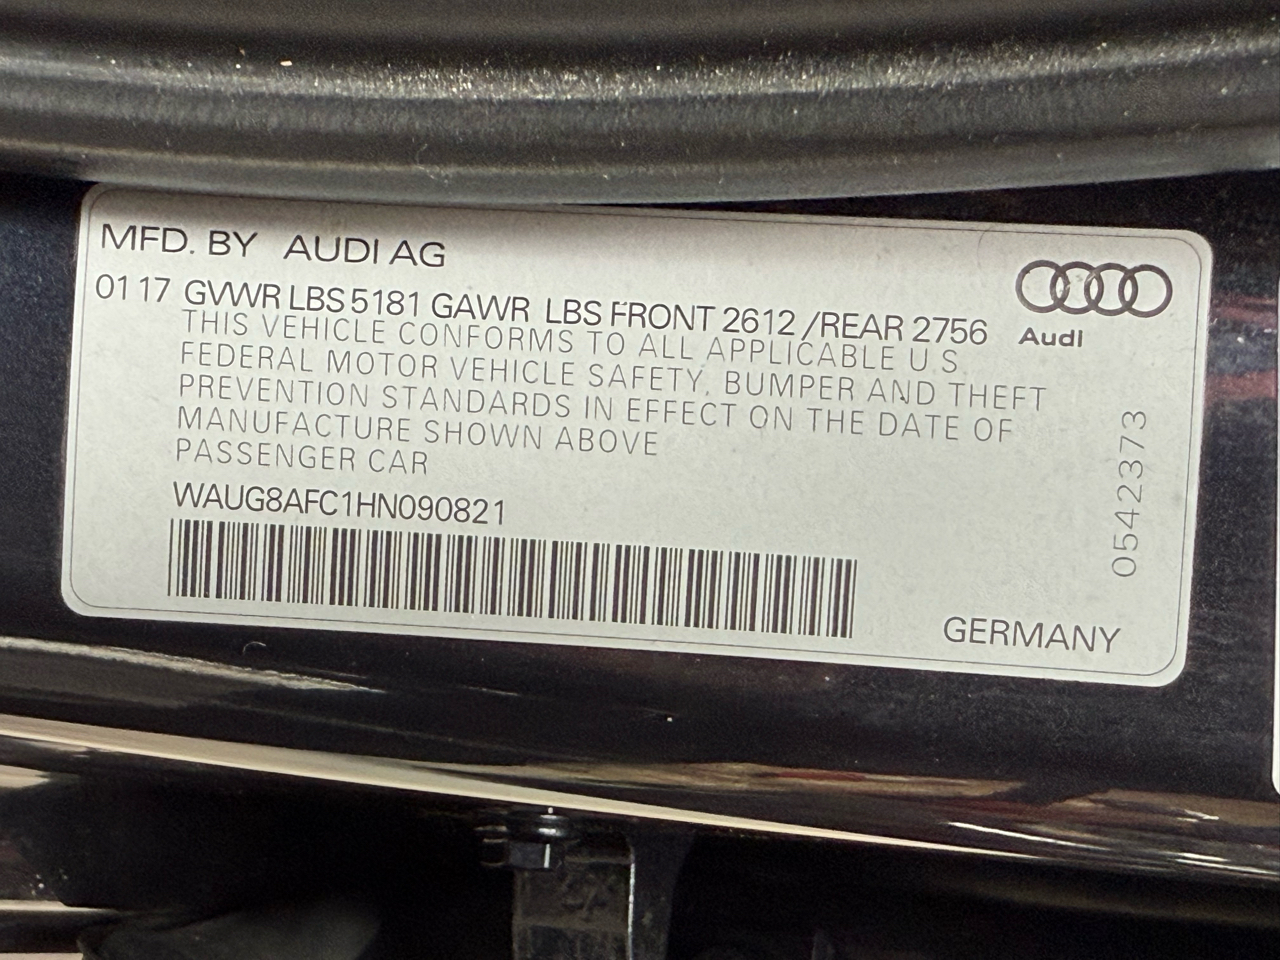 MFD. BY AUDI AG
01 17 GVWR LBS 5181 GAWR LBS FRONT 2612 /REAR 2756
THIS VEHICLE CONFORMS TO ALL APPLICABLE U.S.
FEDERAL MOTOR VEHICLE SAFETY, BUMPER AND THEFT
PREVENTION STANDARDS IN EFFECT ON THE DATE OF
MANUFACTURE SHOWN ABOVE
PASSENGER CAR
WAUG8AFC1HN090821
Audi
0542373
GERMANY